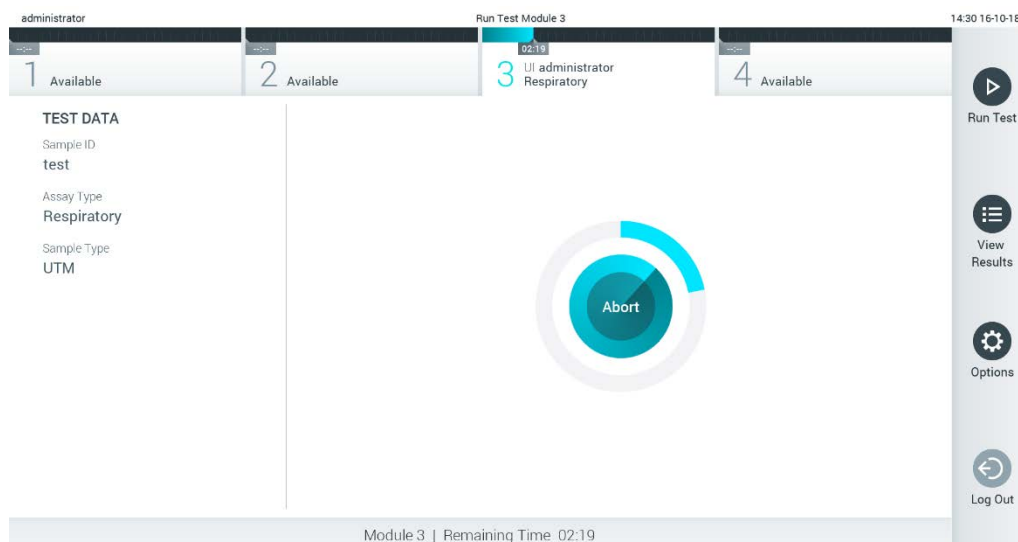 administrator
Run Test Module 3
14:30 16-10-18
--:--
1 Available
--:--
2 Available
02:19
3 UI administrator
Respiratory
--:--
4 Available
TEST DATA
Sample ID
test
Assay Type
Respiratory
Sample Type
UTM
Abort
Run Test
View
Results
Options
Log Out
Module 3 | Remaining Time 02:19